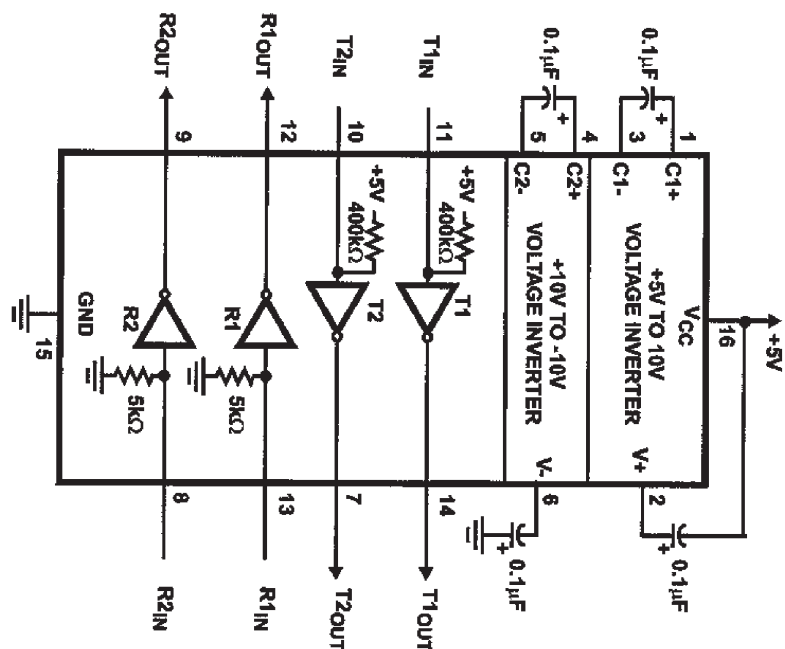 +5V
0.1µF
1
C1+
+5V TO 10V
VOLTAGE INVERTER
VCC
16
V+
2
+
0.1µF
+
3
C1-
0.1µF
4
C2+
+10V TO -10V
VOLTAGE INVERTER
V-
6
+
0.1µF
+
5
C2-
+5V
400kΩ
T1IN
11
T1
14
T1OUT
+5V
400kΩ
T2IN
10
T2
7
T2OUT
R1OUT
12
R1
13
R1IN
5kΩ
R2OUT
9
R2
8
R2IN
5kΩ
GND
15